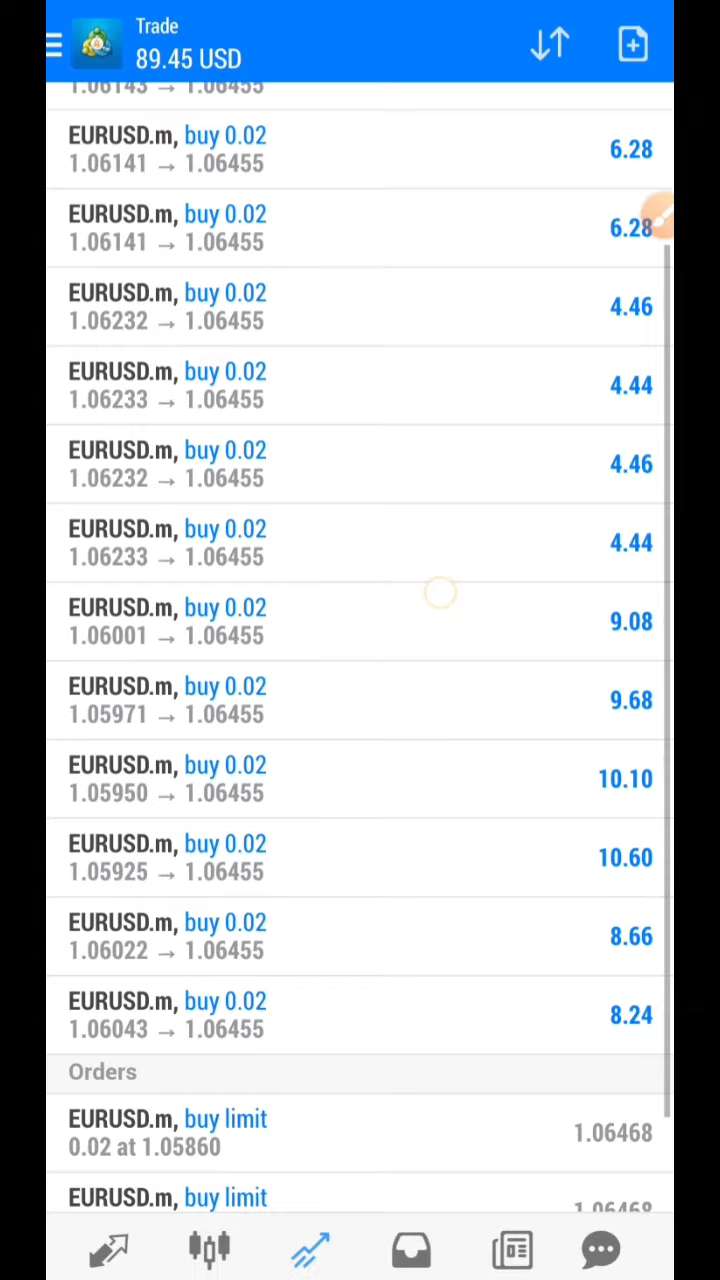 Trade
89.45 USD
1.06143 → 1.06455
EURUSD.m, buy 0.02
1.06141 → 1.06455
6.28
EURUSD.m, buy 0.02
1.06141 → 1.06455
6.28
EURUSD.m, buy 0.02
1.06232 → 1.06455
4.46
EURUSD.m, buy 0.02
1.06233 → 1.06455
4.44
EURUSD.m, buy 0.02
1.06232 → 1.06455
4.46
EURUSD.m, buy 0.02
1.06233 → 1.06455
4.44
EURUSD.m, buy 0.02
1.06001 → 1.06455
9.08
EURUSD.m, buy 0.02
1.05971 → 1.06455
9.68
EURUSD.m, buy 0.02
1.05950 → 1.06455
10.10
EURUSD.m, buy 0.02
1.05925 → 1.06455
10.60
EURUSD.m, buy 0.02
1.06022 → 1.06455
8.66
EURUSD.m, buy 0.02
1.06043 → 1.06455
8.24
Orders
EURUSD.m, buy limit
0.02 at 1.05860
1.06468
EURUSD.m, buy limit
1.06468